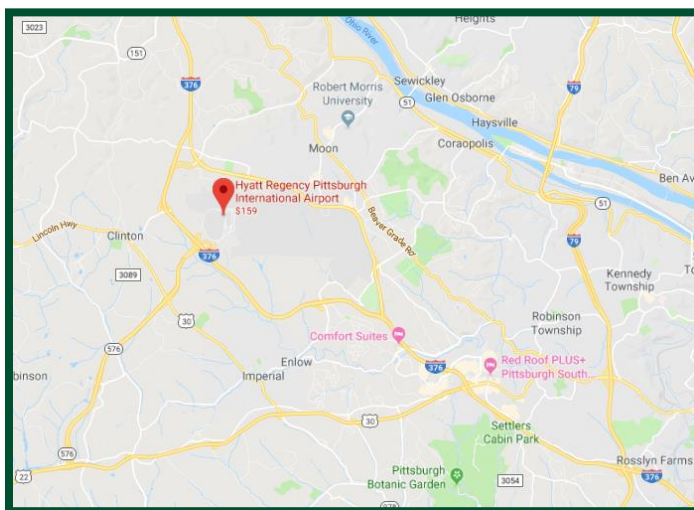 Heights
3023
Ohio River
151
376
Sewickley
79
Robert Morris
University
Glen Osborne
51
Haysville
Moon
Coraopolis
Ben Av
Hyatt Regency Pittsburgh
International Airport
$159
51
Beaver Grade Rd
Lincoln Hwy
Clinton
79
376
3089
Kennedy
Township
To
30
Robinson
Township
Comfort Suites
576
Enlow
Red Roof PLUS+
Pittsburgh South...
376
binson
Imperial
30
Settlers
Cabin Park
576
Rosslyn Farms
22
Pittsburgh
Botanic Garden
3054
376